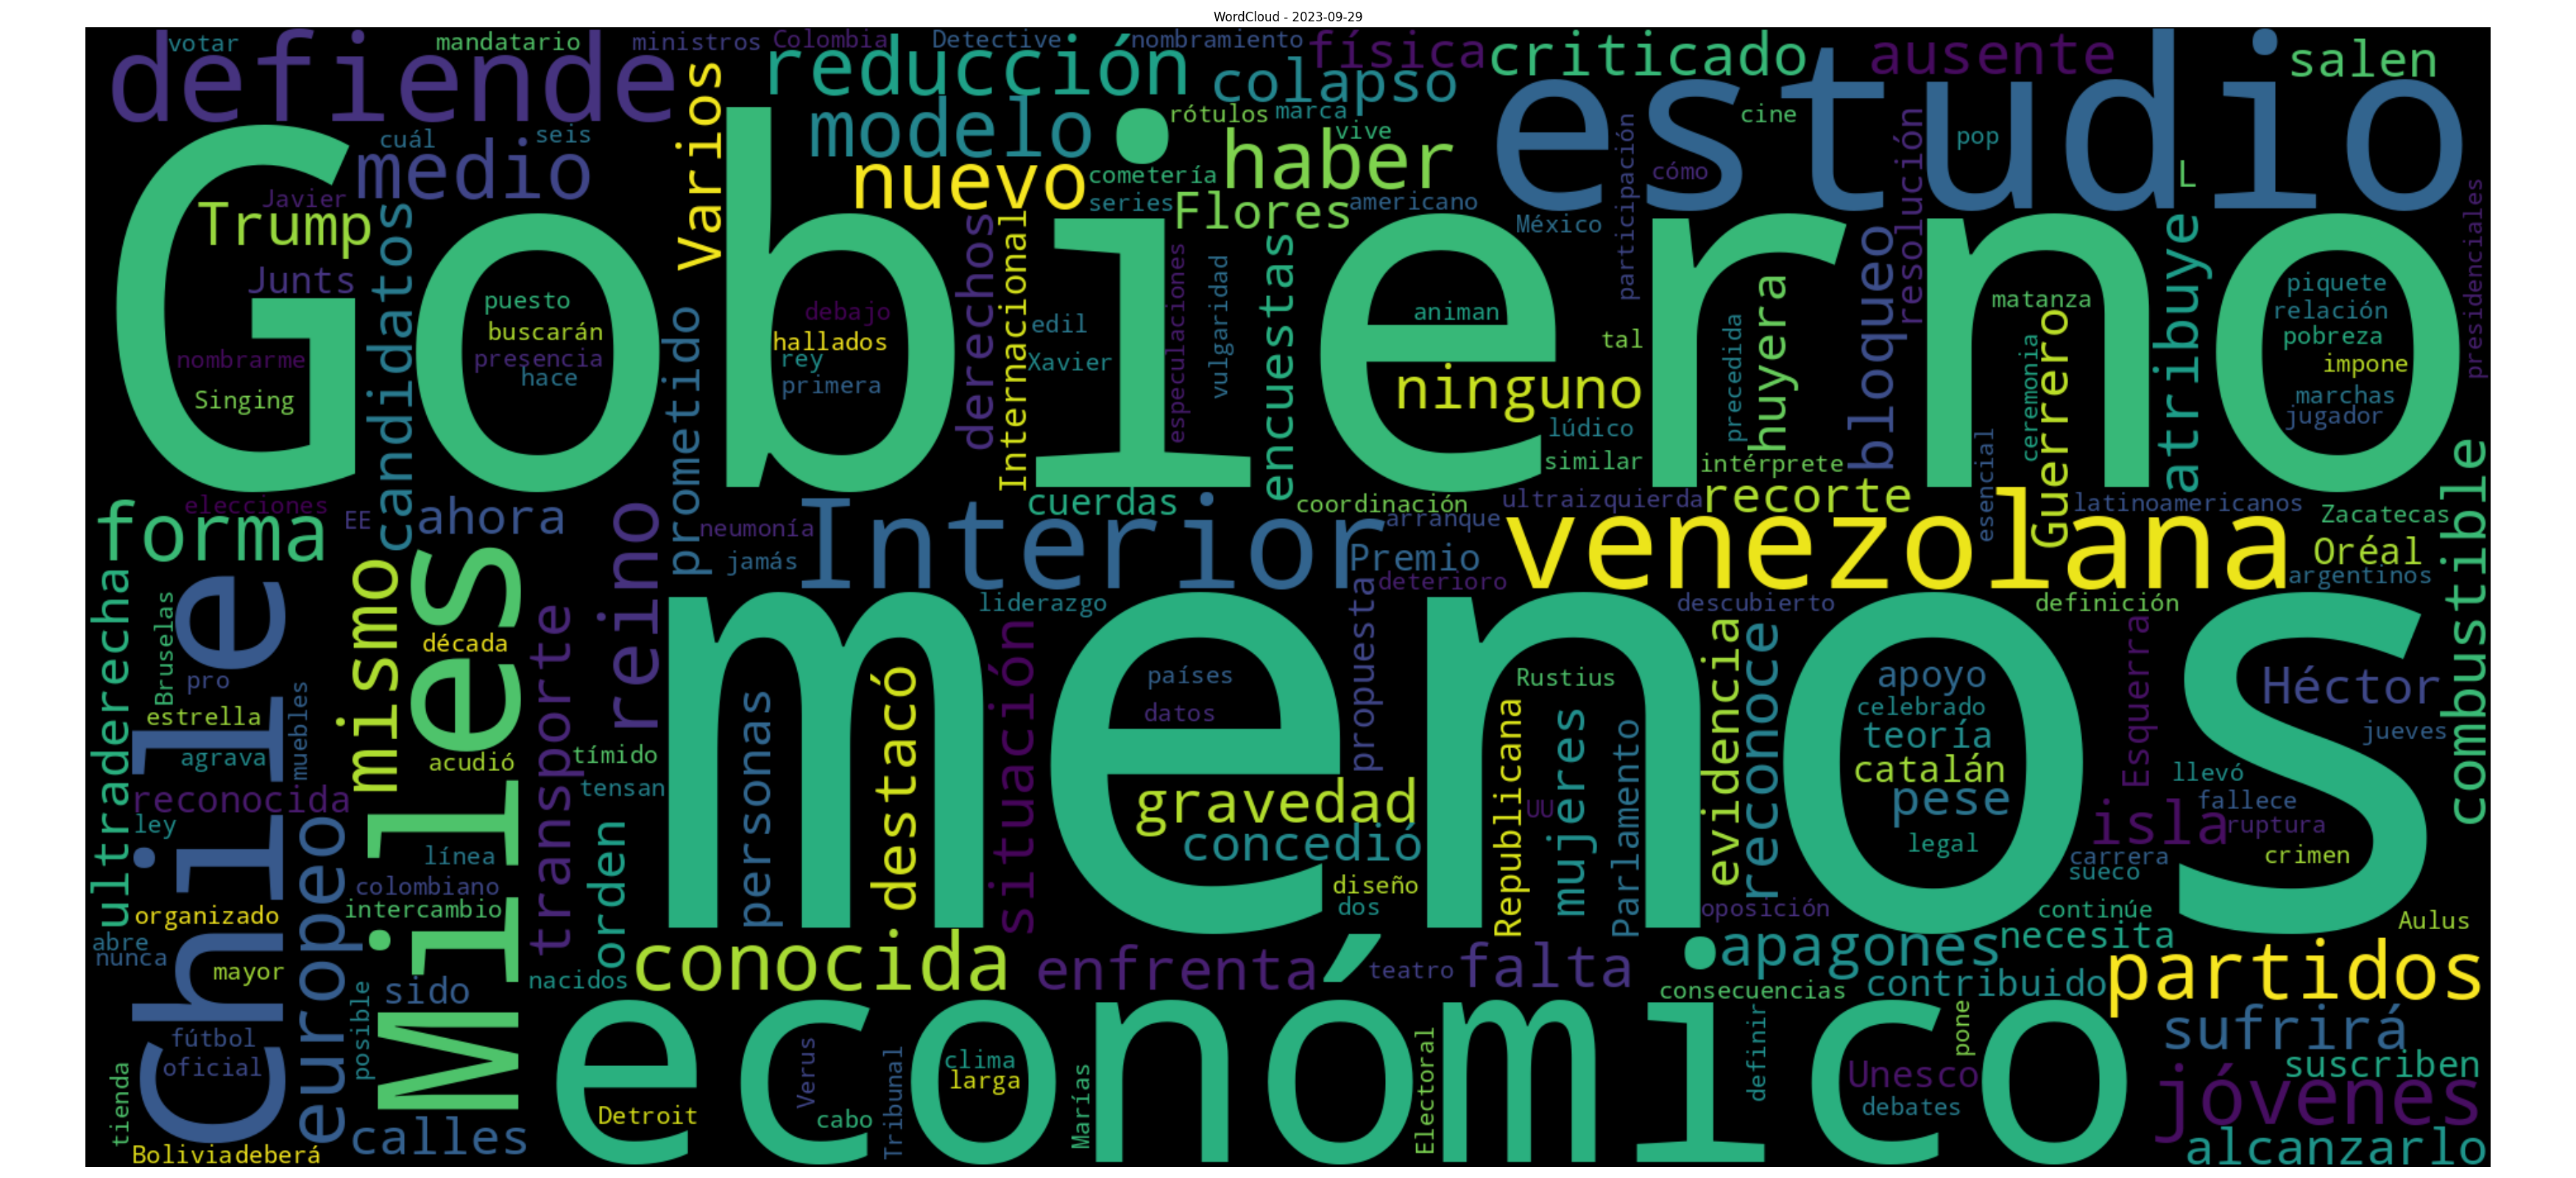 WordCloud - 2023-09-29
votar
mandatario
ministros
Colombia
Detective
nombramiento
defiende
reducción
física
criticado
ausente
salen
colapso
estudio
Varios
modelo
rótulos
marca
cine
cuál
seis
medio
vive
participación
resolución
pop
cómo
nuevo
cometería
haber
L
Javier
series
Flores
americano
México
presidenciales
Trump
Gobierno
Junts
candidatos
puesto
buscarán
presencia
hace
debajo
hallados
rey
primera
prometido
derechos
Internacional
edil
Xavier
especulaciones
vulgaridad
encuestas
animan
ninguno
tal
lúdico
similar
precedida
huyera
bloqueo
matanza
ceremonia
Guerrero
atribuye
piquete
relación
pobreza
impone
marchas
jugador
nombrarme
Singing
intérprete
esencial
elecciones
EE
ahora
forma
reino
neumonía
jamás
cuerdas
coordinación
Interior
arranque
Premio
deterioro
ultraizquierda
recorte
venezolana
latinoamericanos
Zacatecas
Oréal
argentinos
combustible
ultraderecha
Bruselas
Chile
mismo
Miles
década
transporte
menos
liderazgo
situación
propuesta
descubierto
definición
pro
estrella
agrava
muebles
acudió
tímido
tensan
personas
destacó
países
datos
gravedad
concedió
Rustius
Republicana
UU
mujeres
Parlamento
evidencia
reconoce
apoyo
celebrado
teoría
catalán
pese
legal
Esquerra
Héctor
jueves
llevó
fallece
isla
ruptura
crimen
carrera
sueco
reconocida
ley
europeo
línea
colombiano
intercambio
orden
organizado
diseño
dos
oposición
continúe
Aulus
abre
nunca
mayor
sido
nacidos
conocida
enfrenta
teatro
falta
apagones
necesita
consecuencias
contribuido
partidos
posible
fútbol
oficial
económico
Verus
Tribunal
clima
larga
Marías
Electoral
definir
Unesco
pone
debates
sufrirá
suscriben
jóvenes
tienda
Detroit
cabo
calles
Bolivia
deberá
alcanzarlo